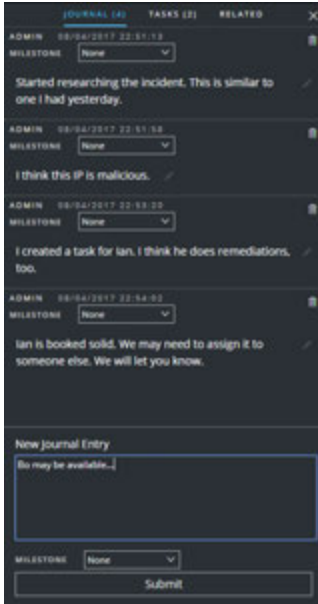 JOURNAL (4) TASKS (2) RELATED
ADMIN 08/04/2017 22:51:13
MILESTONE None
Started researching the incident. This is similar to
one I had yesterday.
ADMIN 08/04/2017 22:51:58
MILESTONE None
I think this IP is malicious.
ADMIN 08/04/2017 22:53:20
MILESTONE None
I created a task for Ian. I think he does remediations,
too.
ADMIN 08/04/2017 22:54:02
MILESTONE None
Ian is booked solid. We may need to assign it to
someone else. We will let you know.
New Journal Entry
Bo may be available...
MILESTONE None
Submit